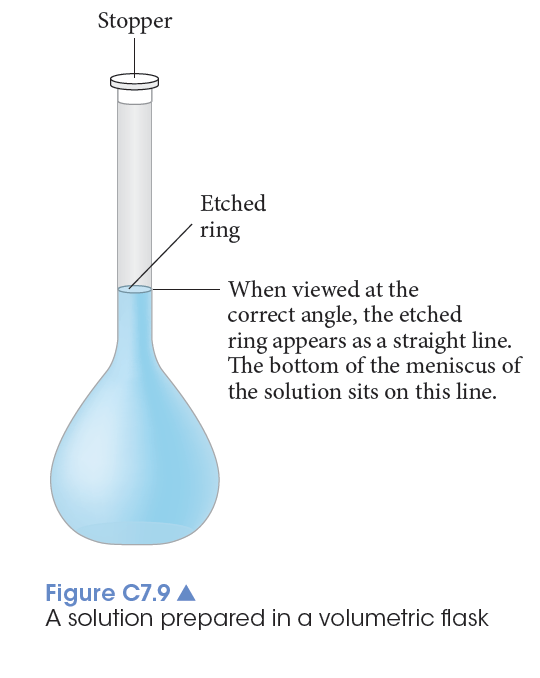 Stopper
Etched
ring
When viewed at the
correct angle, the etched
ring appears as a straight line.
The bottom of the meniscus of
the solution sits on this line.
Figure C7.9 ▲
A solution prepared in a volumetric flask